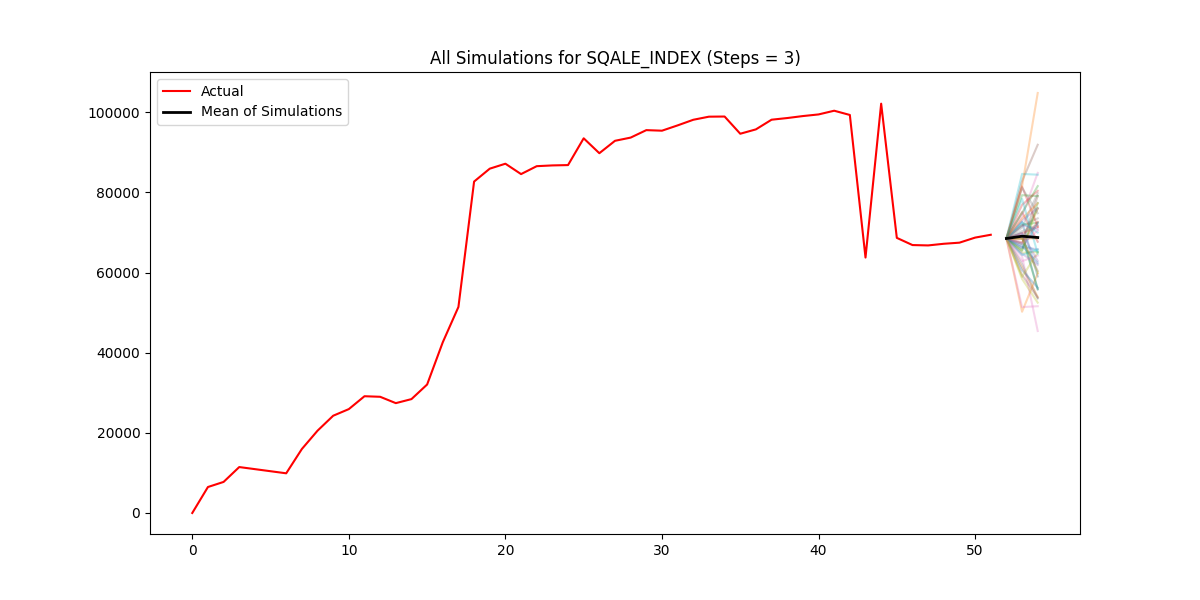 All Simulations for SQALE_INDEX (Steps = 3)
Actual
Mean of Simulations
100000
80000
60000
40000
20000
0
0 10 20 30 40 50